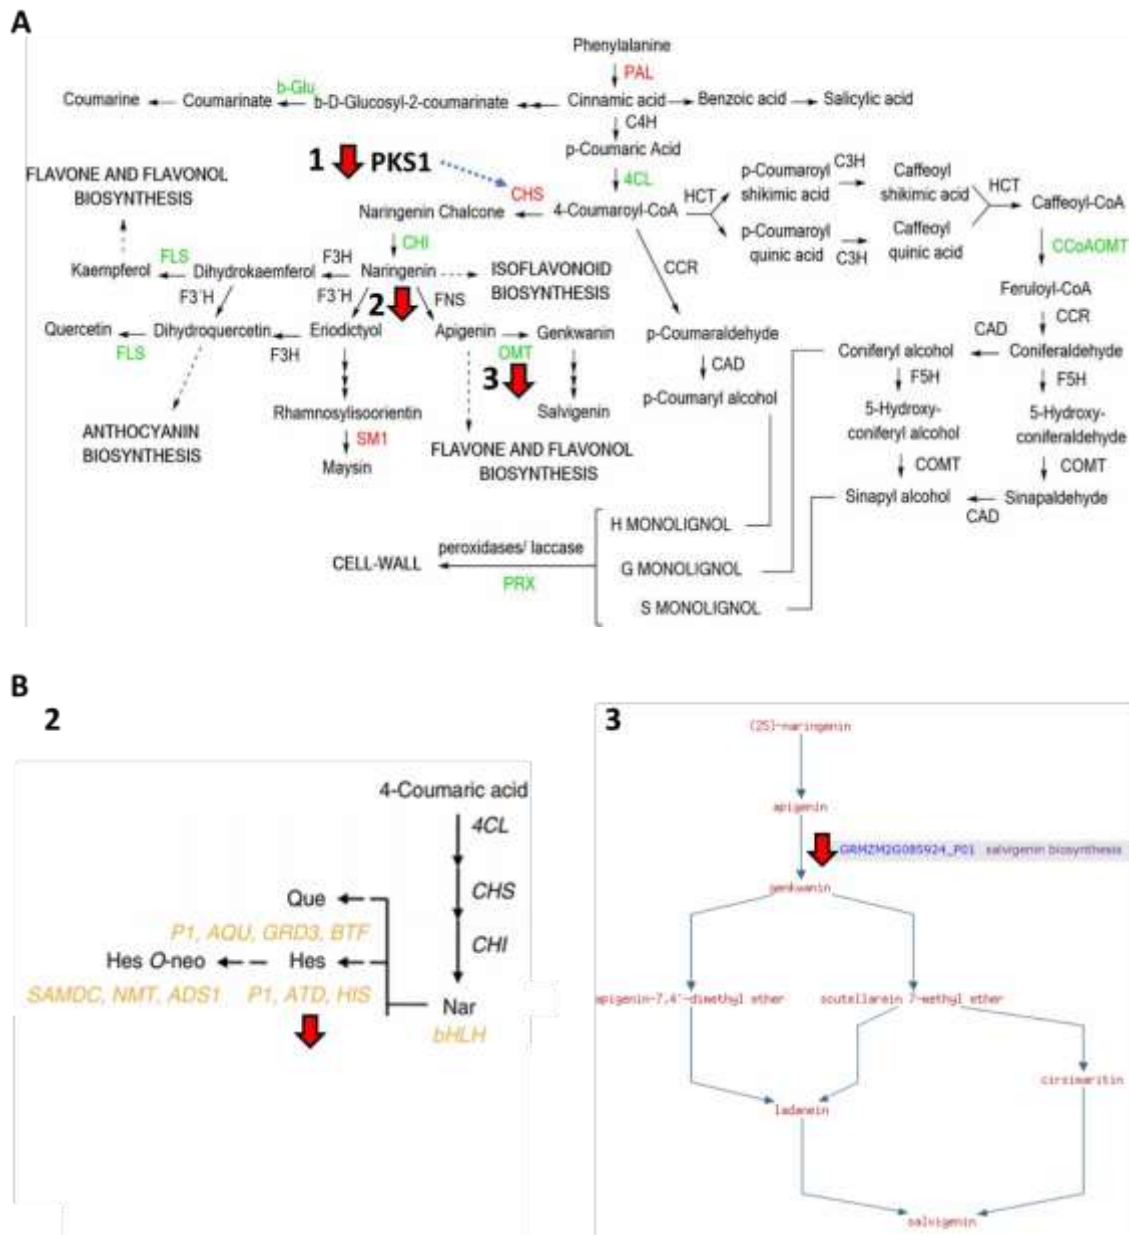 A
Phenylalanine
PAL
b-Glu
Coumarine
Coumarinate
b-D-Glucosyl-2-coumarinate
Cinnamic acid
Benzoic acid
Salicylic acid
C4H
p-Coumaric Acid
1
PKS1
4CL
CHS
FLAVONE AND FLAVONOL
BIOSYNTHESIS
Naringenin Chalcone
4-Coumaroyl-CoA
HCT
p-Coumaroyl
shikimic acid
C3H
Caffeoyl
shikimic acid
HCT
Caffeoyl-CoA
p-Coumaroyl
quinic acid
C3H
Caffeoyl
quinic acid
CHI
CCoAOMT
FLS
Kaempferol
Dihydrokaemferol
F3H
Naringenin
ISOFLAVONOID
BIOSYNTHESIS
CCR
Feruloyl-CoA
F3´H
F3´H
2
FNS
CCR
Quercetin
Dihydroquercetin
Eriodictyol
Apigenin
Genkwanin
p-Coumaraldehyde
CAD
FLS
F3H
OMT
Coniferyl alcohol
Coniferaldehyde
3
CAD
F5H
F5H
p-Coumaryl alcohol
Rhamnosylisoorientin
Salvigenin
5-Hydroxy-
coniferyl alcohol
5-Hydroxy-
coniferaldehyde
ANTHOCYANIN
BIOSYNTHESIS
SM1
Maysin
FLAVONE AND FLAVONOL
BIOSYNTHESIS
COMT
COMT
Sinapyl alcohol
Sinapaldehyde
CAD
H MONOLIGNOL
peroxidases/ laccase
CELL-WALL
PRX
G MONOLIGNOL
S MONOLIGNOL
B
2
4-Coumaric acid
4CL
CHS
Que
P1, AQU, GRD3, BTF
CHI
Hes O-neo
Hes
SAMDC, NMT, ADS1
P1, ATD, HIS
Nar
bHLH
3
(2S)-naringenin
apigenin
GRMZM2G085924_P01 salvigenin biosynthesis
genkwanin
apigenin-7,4'-dimethyl ether
scutellarein 7-methyl ether
cirsimaritin
ladanein
salvigenin